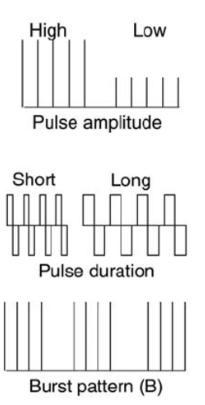 High Low
Pulse amplitude
Short Long
Pulse duration
Burst pattern (B)